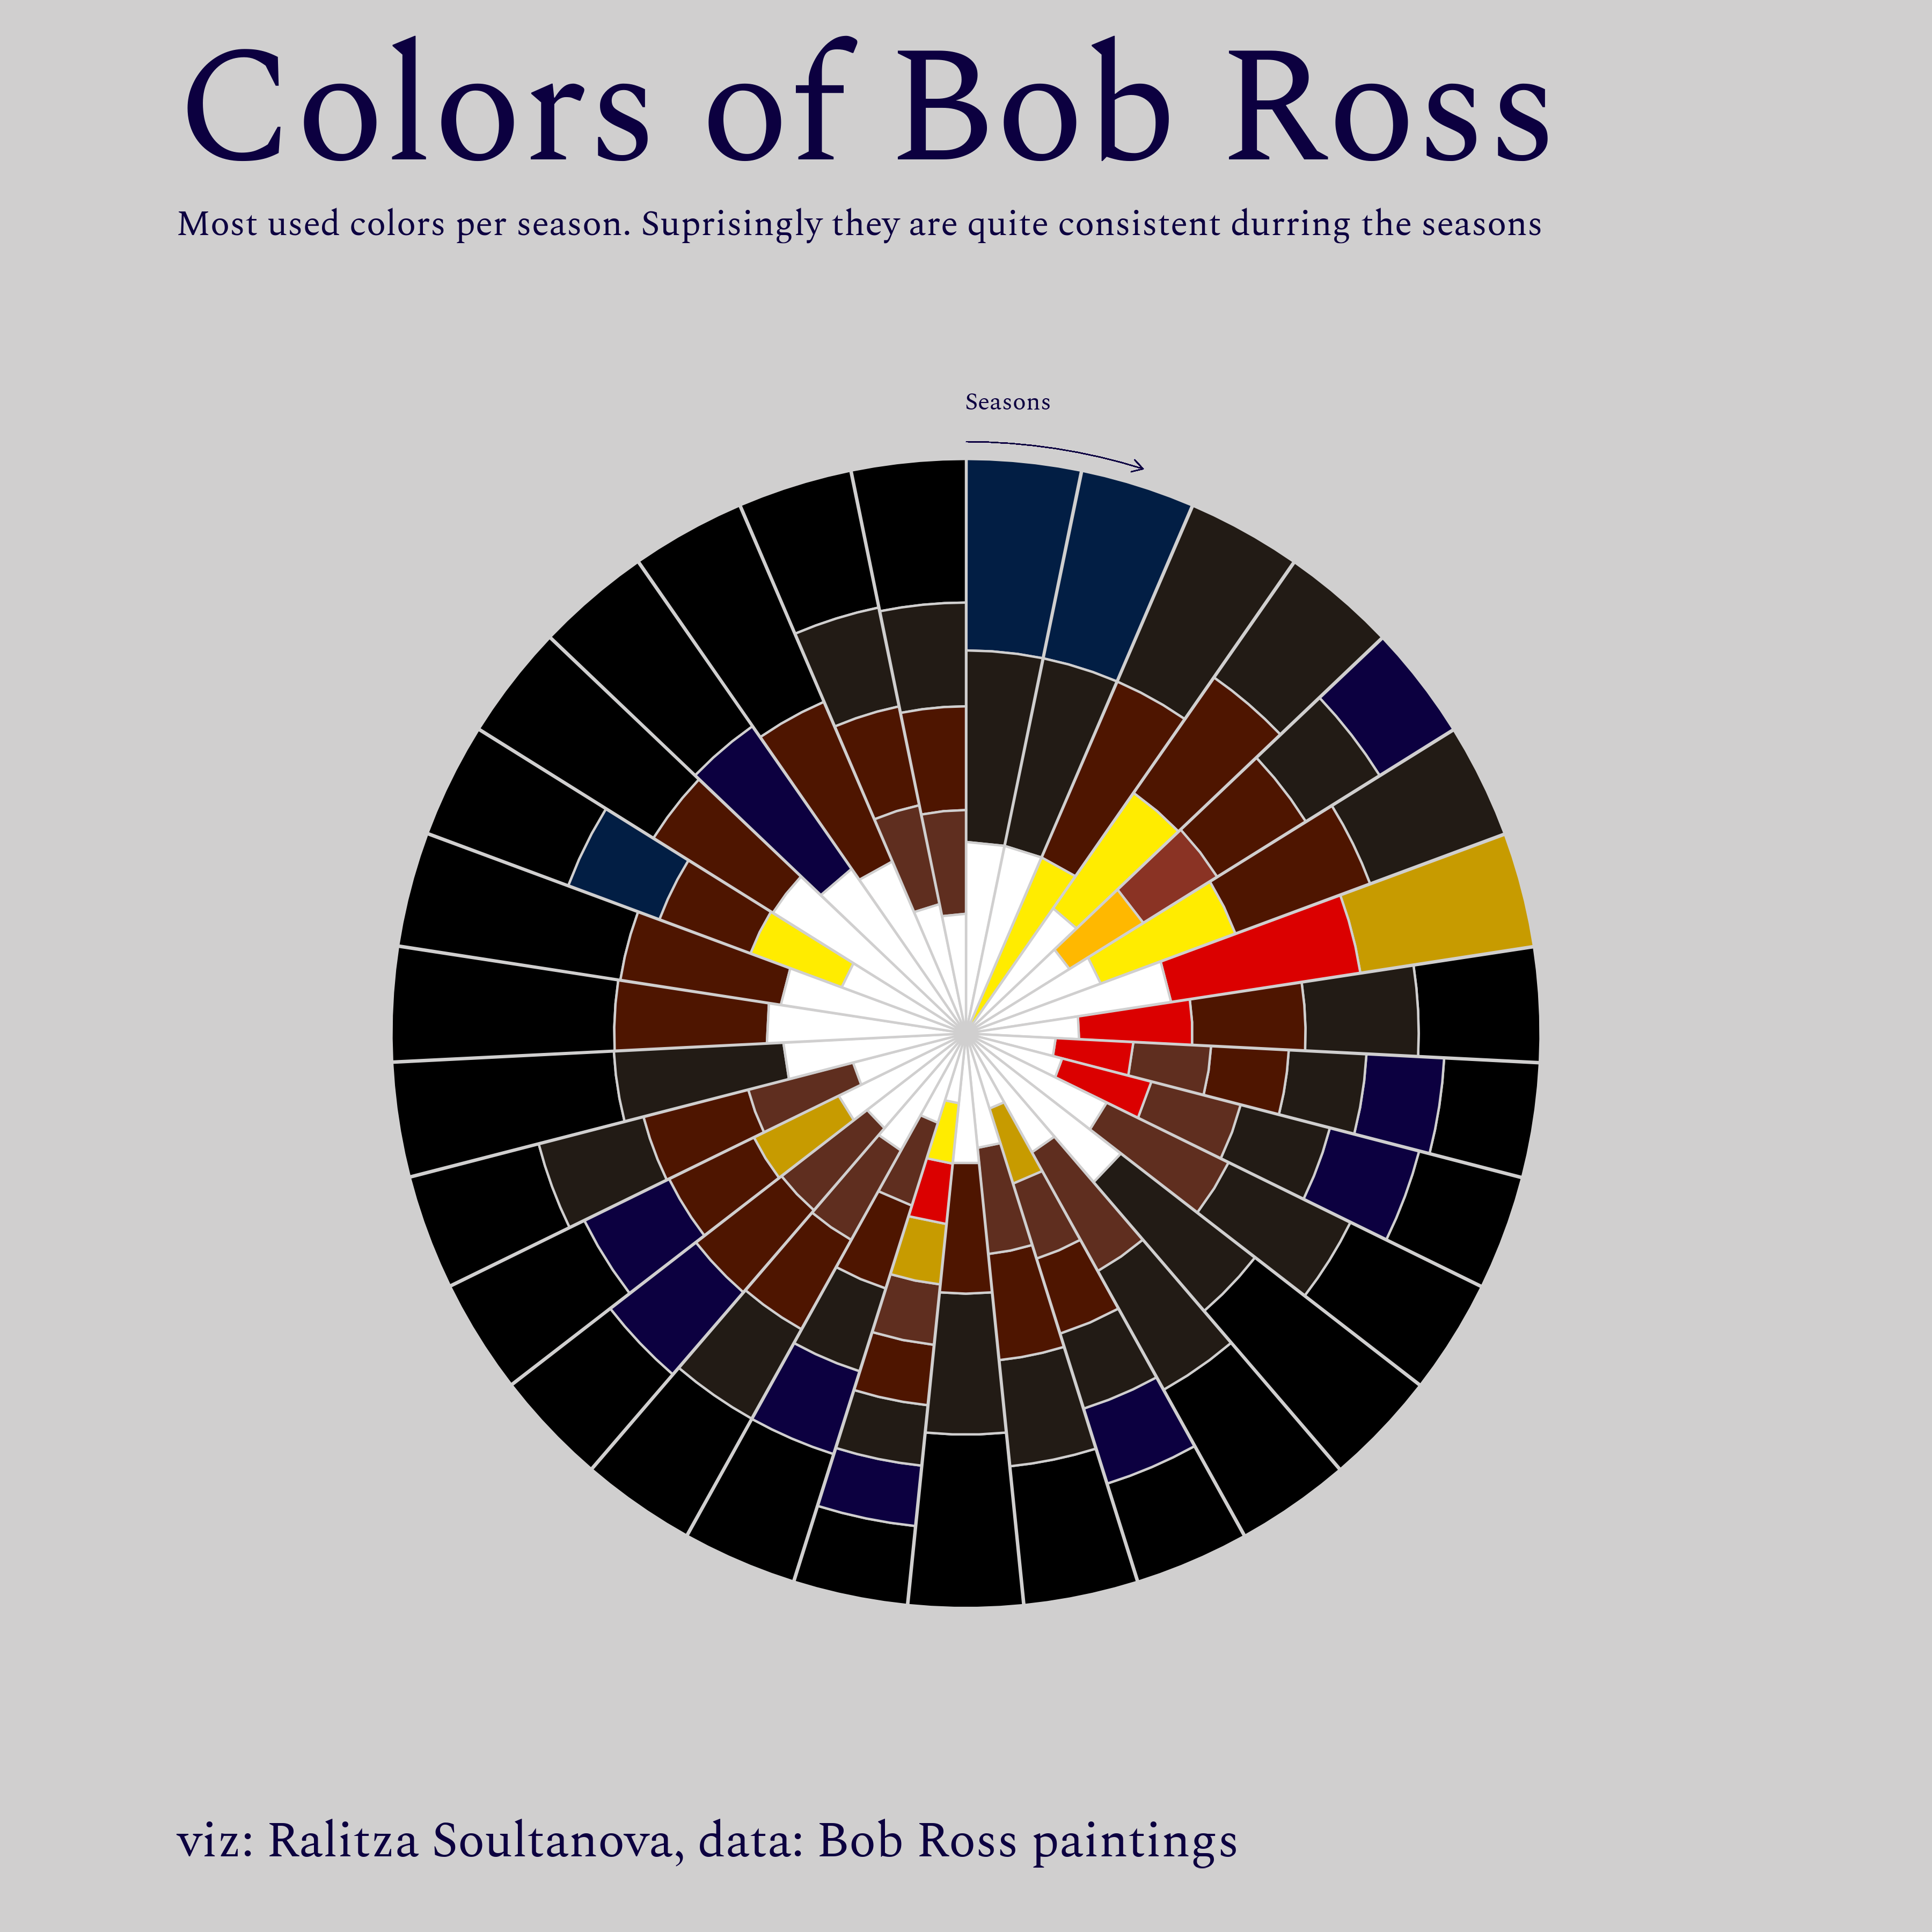 Colors of Bob Ross
Most used colors per season. Suprisingly they are quite consistent durring the seasons
Seasons
viz: Ralitza Soultanova, data: Bob Ross paintings